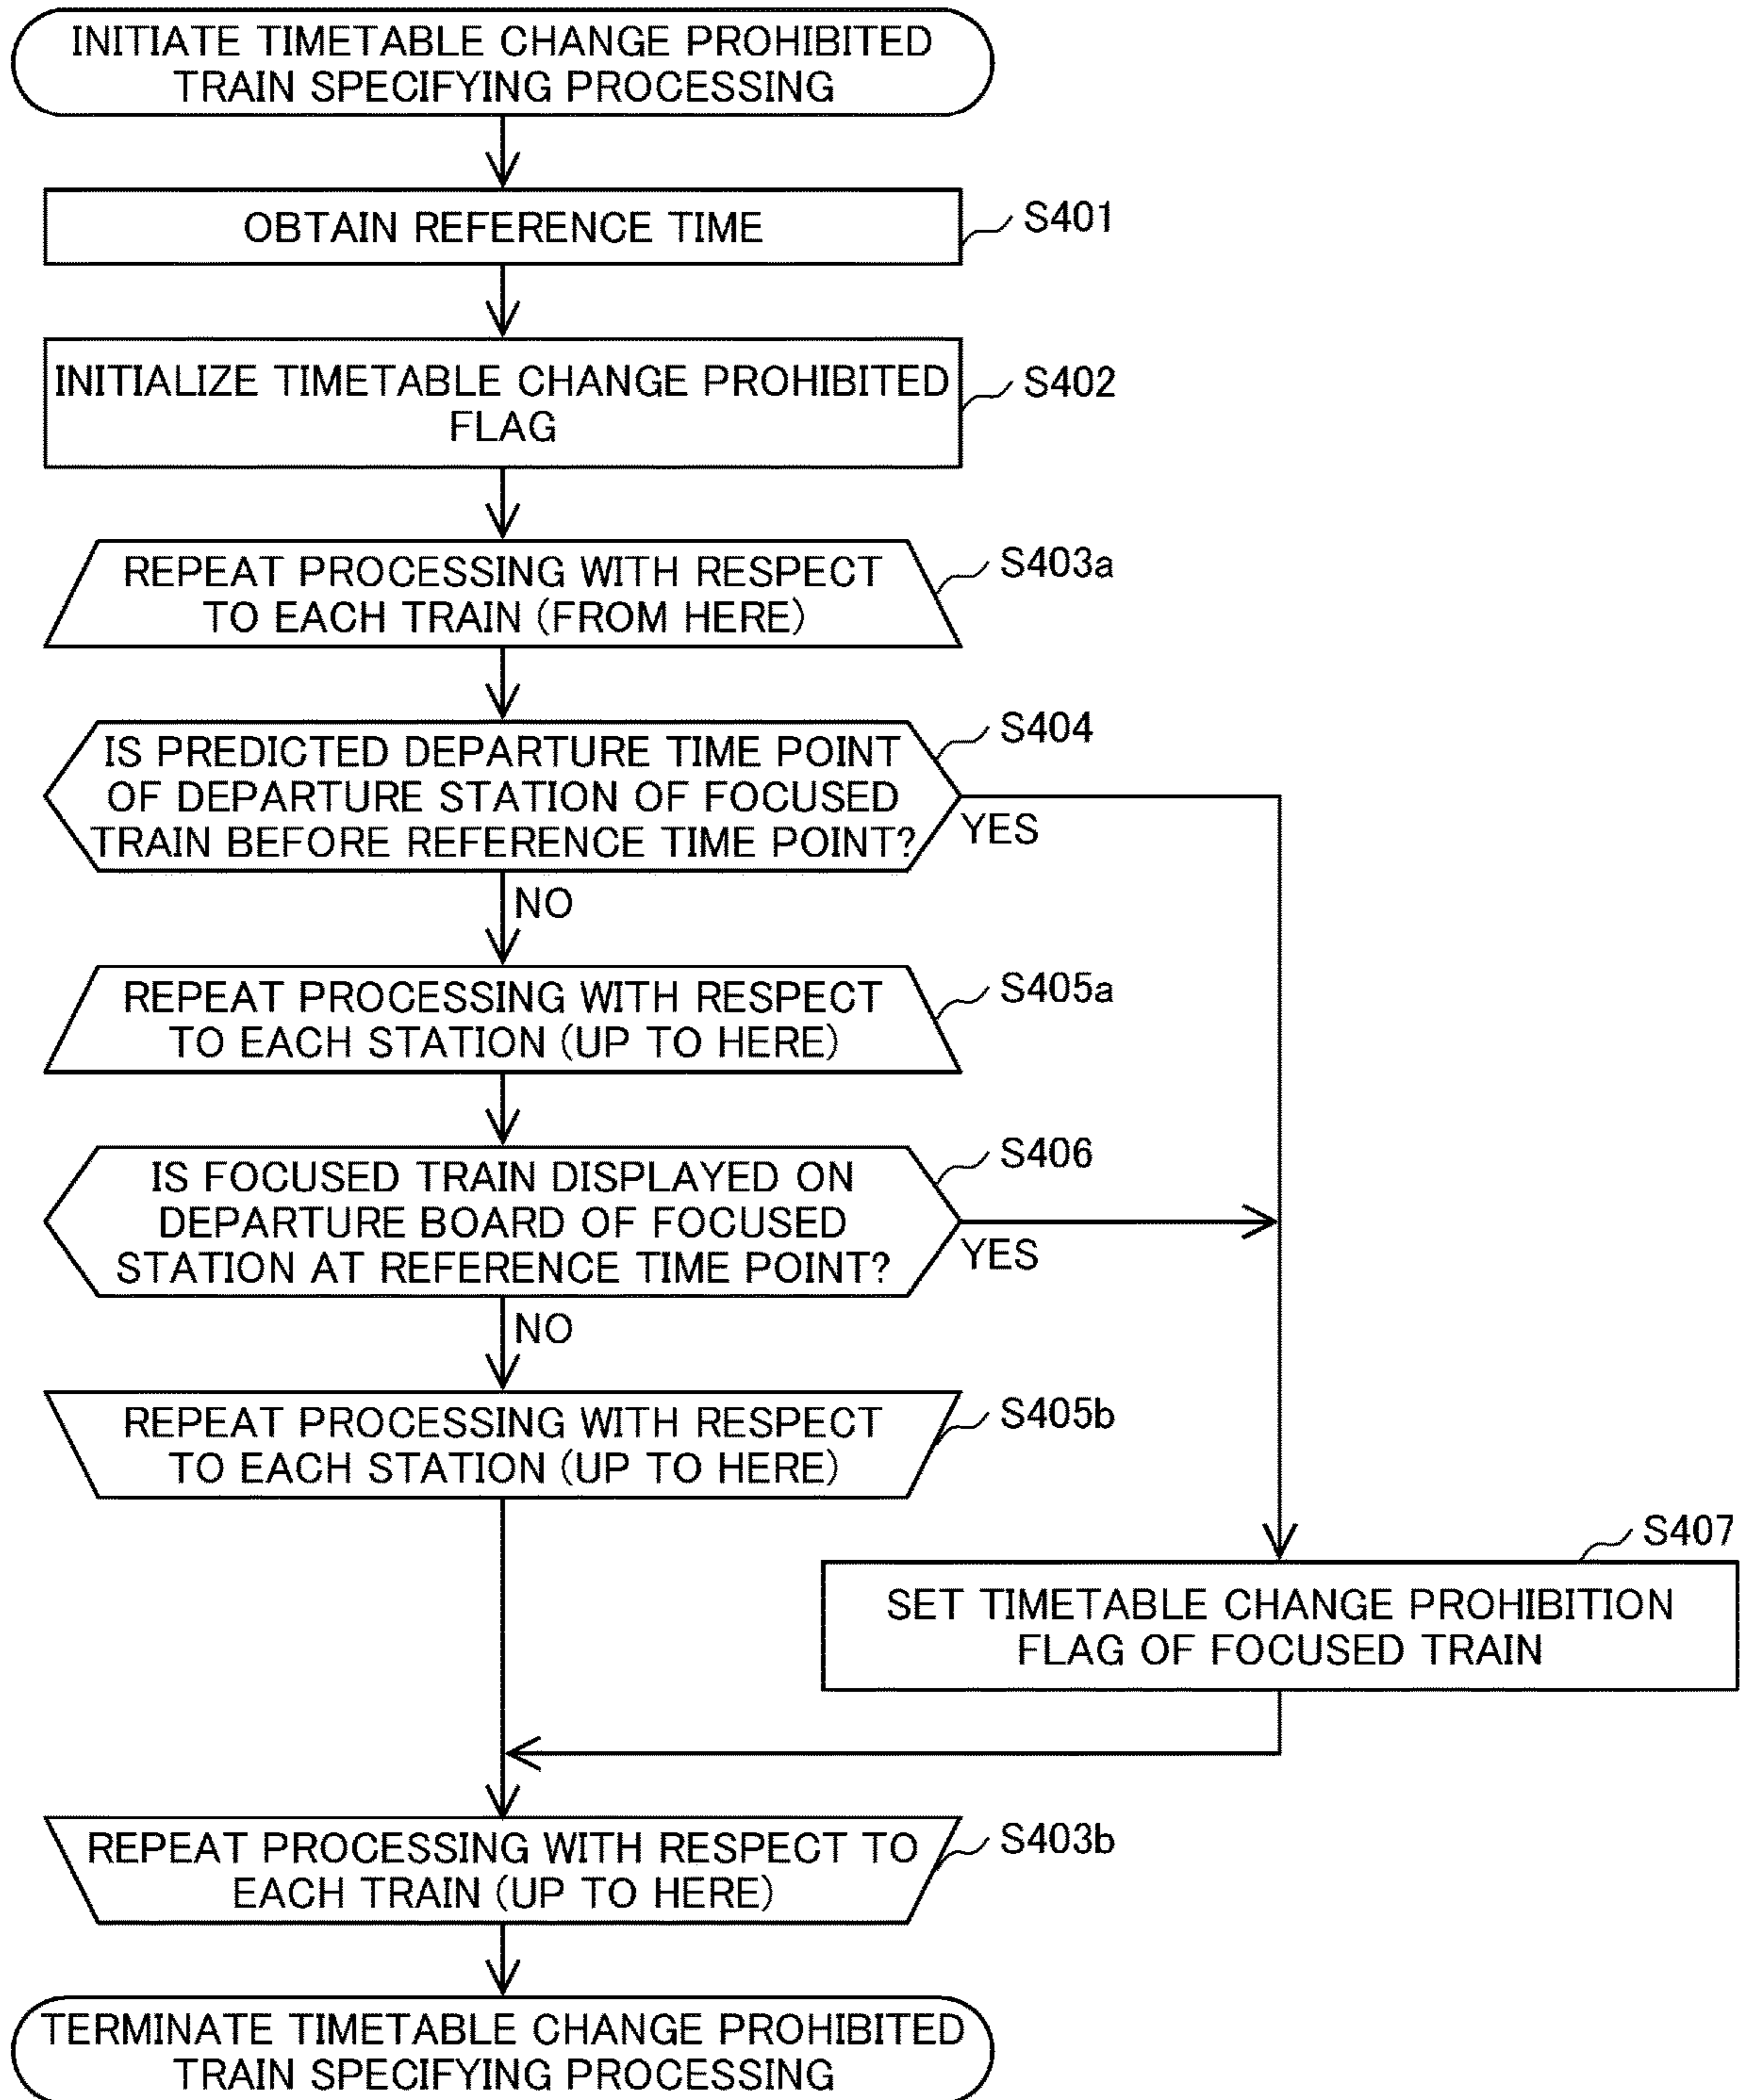 INITIATE TIMETABLE CHANGE PROHIBITED
TRAIN SPECIFYING PROCESSING
OBTAIN REFERENCE TIME
S401
INITIALIZE TIMETABLE CHANGE PROHIBITED
FLAG
S402
REPEAT PROCESSING WITH RESPECT
TO EACH TRAIN (FROM HERE)
S403a
IS PREDICTED DEPARTURE TIME POINT
OF DEPARTURE STATION OF FOCUSED
TRAIN BEFORE REFERENCE TIME POINT?
S404
YES
NO
REPEAT PROCESSING WITH RESPECT
TO EACH STATION (UP TO HERE)
S405a
IS FOCUSED TRAIN DISPLAYED ON
DEPARTURE BOARD OF FOCUSED
STATION AT REFERENCE TIME POINT?
S406
YES
NO
REPEAT PROCESSING WITH RESPECT
TO EACH STATION (UP TO HERE)
S405b
S407
SET TIMETABLE CHANGE PROHIBITION
FLAG OF FOCUSED TRAIN
REPEAT PROCESSING WITH RESPECT TO
EACH TRAIN (UP TO HERE)
S403b
TERMINATE TIMETABLE CHANGE PROHIBITED
TRAIN SPECIFYING PROCESSING